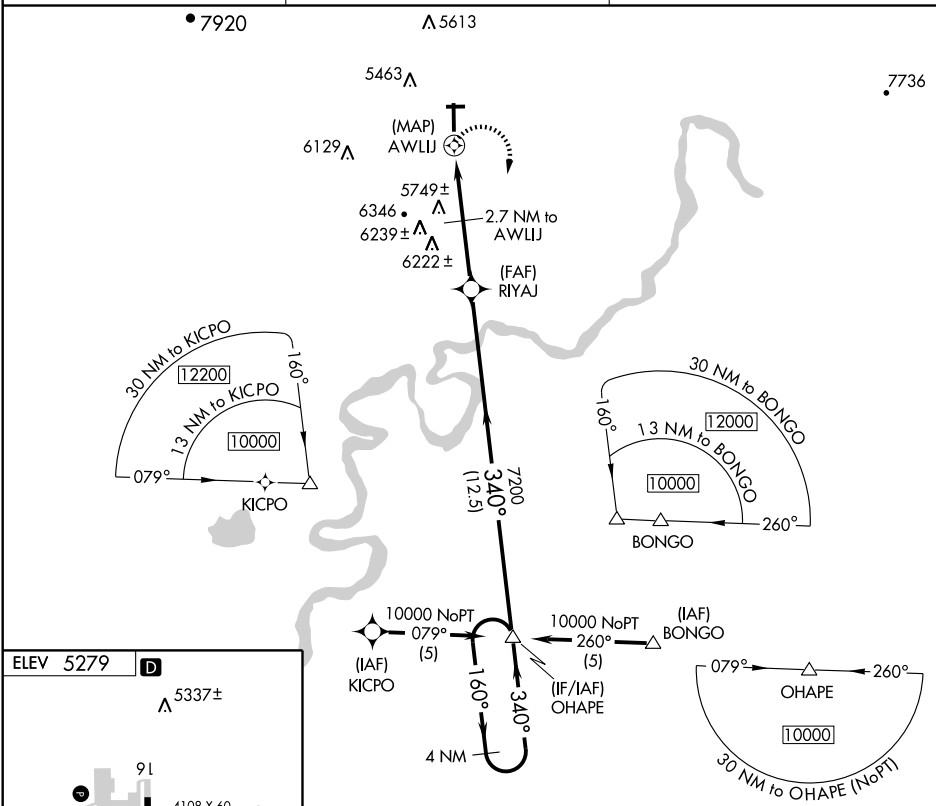 7920
5613
5463
7736
(MAP)
AWLIJ
6129
5749±
6346
2.7 NM to
AWLIJ
6239±
6222±
(FAF)
RIYAJ
30 NM to KICPO
12200
160°
13 NM to KICPO
10000
079°
KICPO
30 NM to BONGO
12000
160°
13 NM to BONGO
10000
260°
BONGO
7200
340°
(12.5)
10000 NoPT
079°
(5)
(IAF)
KICPO
10000 NoPT
260°
(5)
(IAF)
BONGO
(IF/IAF)
OHAPE
160°
340°
4 NM
079°
260°
OHAPE
10000
30 NM to OHAPE (NoPT)
ELEV 5279
D
5337±
16
P